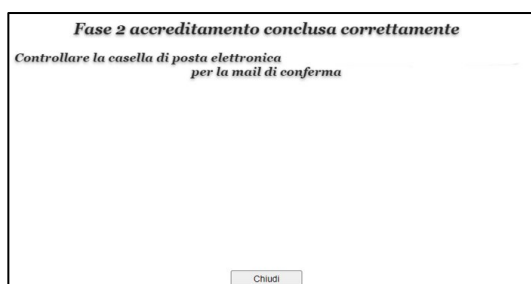 Fase 2 accreditamento conclusa correttamente
Controllare la casella di posta elettronica
per la mail di conferma
Chiudi